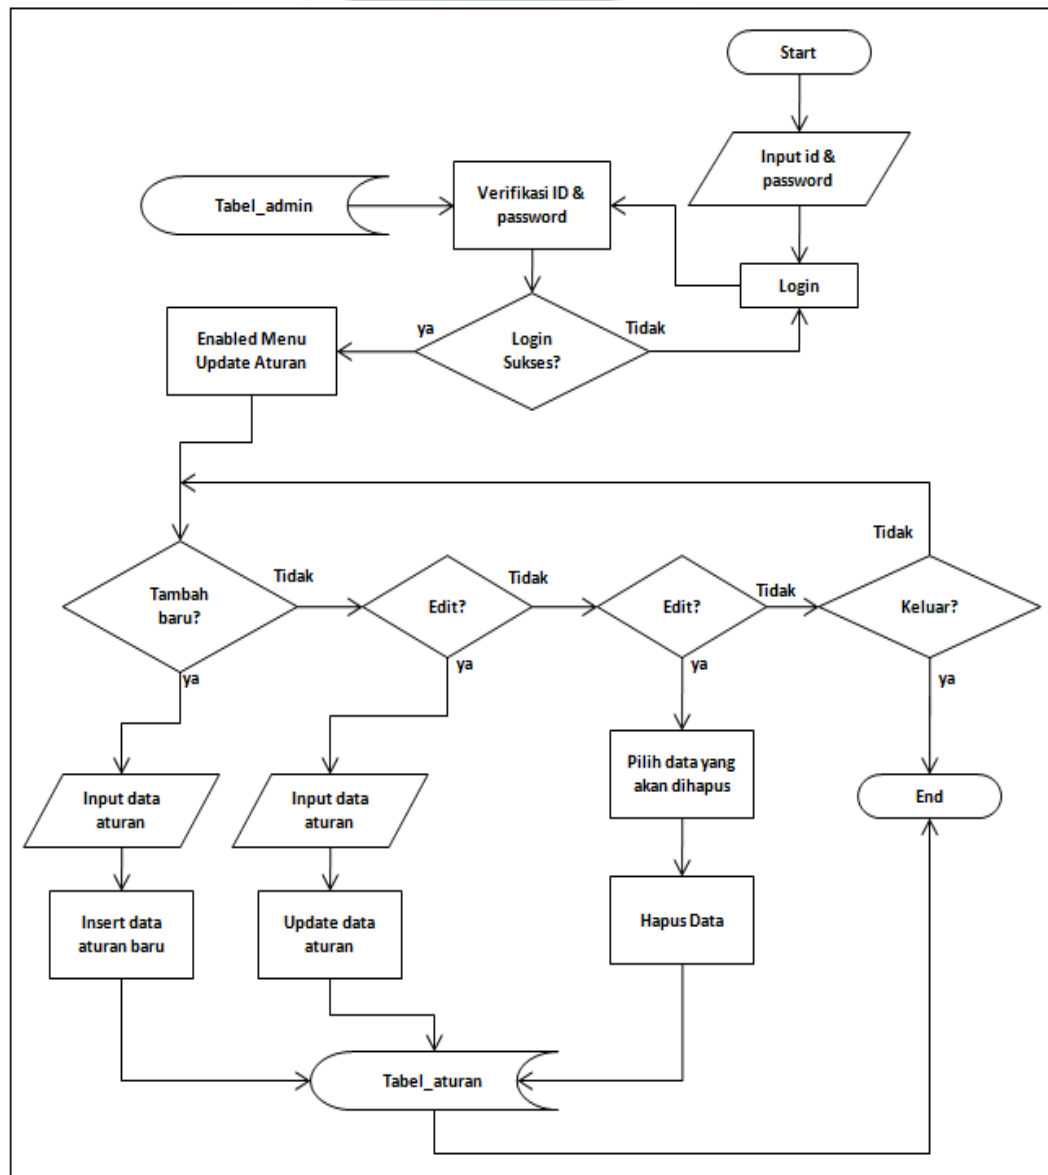 Start
Input id &
password
Tabel_admin
Verifikasi ID &
password
Login
Enabled Menu
Update Aturan
ya
Login
Sukses?
Tidak
Tidak
Tambah
baru?
Tidak
Edit?
Tidak
Edit?
Tidak
Keluar?
ya
ya
ya
ya
Input data
aturan
Input data
aturan
Pilih data yang
akan dihapus
End
Insert data
aturan baru
Update data
aturan
Hapus Data
Tabel_aturan